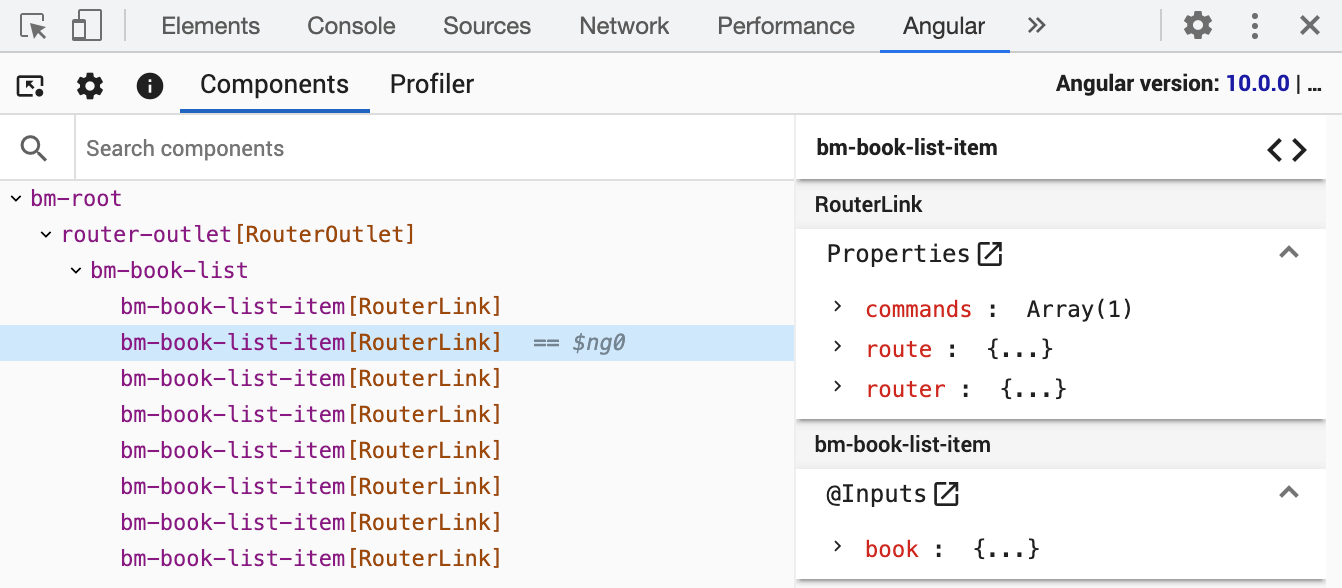 Elements Console Sources Network Performance Angular
Components Profiler Angular version: 10.0.0 | ...
Search components
bm-root
router-outlet[RouterOutlet]
bm-book-list
bm-book-list-item[RouterLink]
bm-book-list-item[RouterLink] == $ng0
bm-book-list-item[RouterLink]
bm-book-list-item[RouterLink]
bm-book-list-item[RouterLink]
bm-book-list-item[RouterLink]
bm-book-list-item[RouterLink]
bm-book-list-item[RouterLink]
bm-book-list-item
RouterLink
Properties
commands : Array(1)
route : {...}
router : {...}
bm-book-list-item
@Inputs
book : {...}